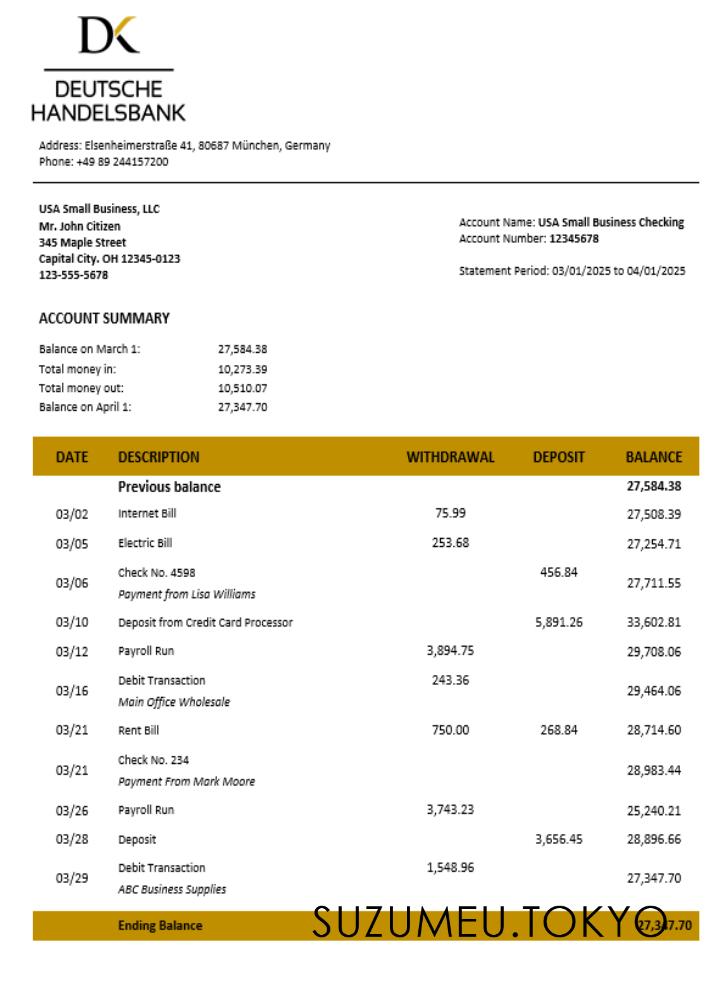 DK
DEUTSCHE
HANDELSBANK
Address: Elsenheimerstraße 41, 80687 München, Germany
Phone: +49 89 244157200
USA Small Business, LLC
Mr. John Citizen
345 Maple Street
Capital City. OH 12345-0123
123-555-5678
Account Name: USA Small Business Checking
Account Number: 12345678
Statement Period: 03/01/2025 to 04/01/2025
ACCOUNT SUMMARY
Balance on March 1: 27,584.38
Total money in: 10,273.39
Total money out: 10,510.07
Balance on April 1: 27,347.70
DATE DESCRIPTION WITHDRAWAL DEPOSIT BALANCE
Previous balance 27,584.38
03/02 Internet Bill 75.99 27,508.39
03/05 Electric Bill 253.68 27,254.71
03/06 Check No. 4598 456.84 27,711.55
Payment from Lisa Williams
03/10 Deposit from Credit Card Processor 5,891.26 33,602.81
03/12 Payroll Run 3,894.75 29,708.06
03/16 Debit Transaction 243.36 29,464.06
Main Office Wholesale
03/21 Rent Bill 750.00 268.84 28,714.60
03/21 Check No. 234 28,983.44
Payment From Mark Moore
03/26 Payroll Run 3,743.23 25,240.21
03/28 Deposit 3,656.45 28,896.66
03/29 Debit Transaction 1,548.96 27,347.70
ABC Business Supplies
Ending Balance 27,347.70
SUZUMEU.TOKYO